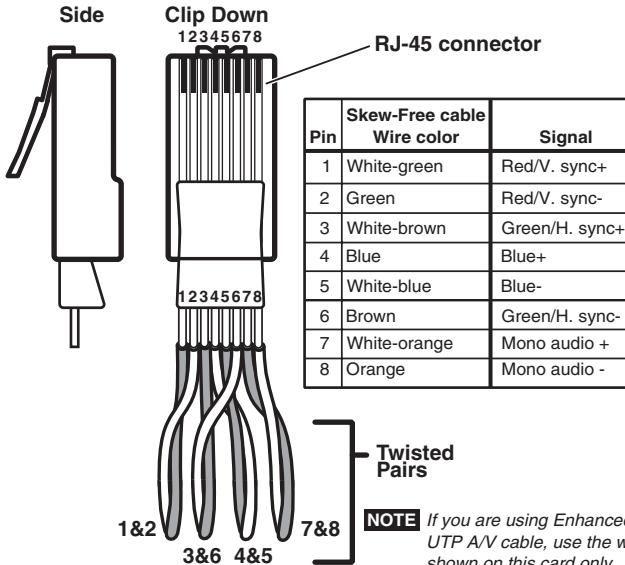 Side
Clip Down
12345678
RJ-45 connector
Pin Skew-Free cable Wire color Signal
1 White-green Red/V. sync+
2 Green Red/V. sync-
3 White-brown Green/H. sync+
4 Blue Blue+
5 White-blue Blue-
6 Brown Green/H. sync-
7 White-orange Mono audio +
8 Orange Mono audio -
12345678
Twisted
Pairs
1&2
3&6
4&5
7&8
NOTE If you are using Enhanced
UTP A/V cable, use the
shown on this card only